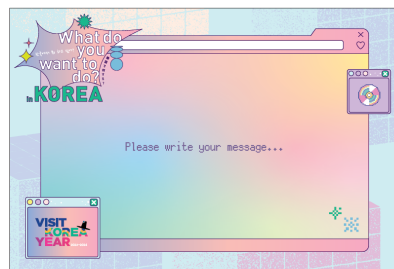 What do
you
want to
do?
in KOREA
Please write your message...
VISIT
KOREA
YEAR